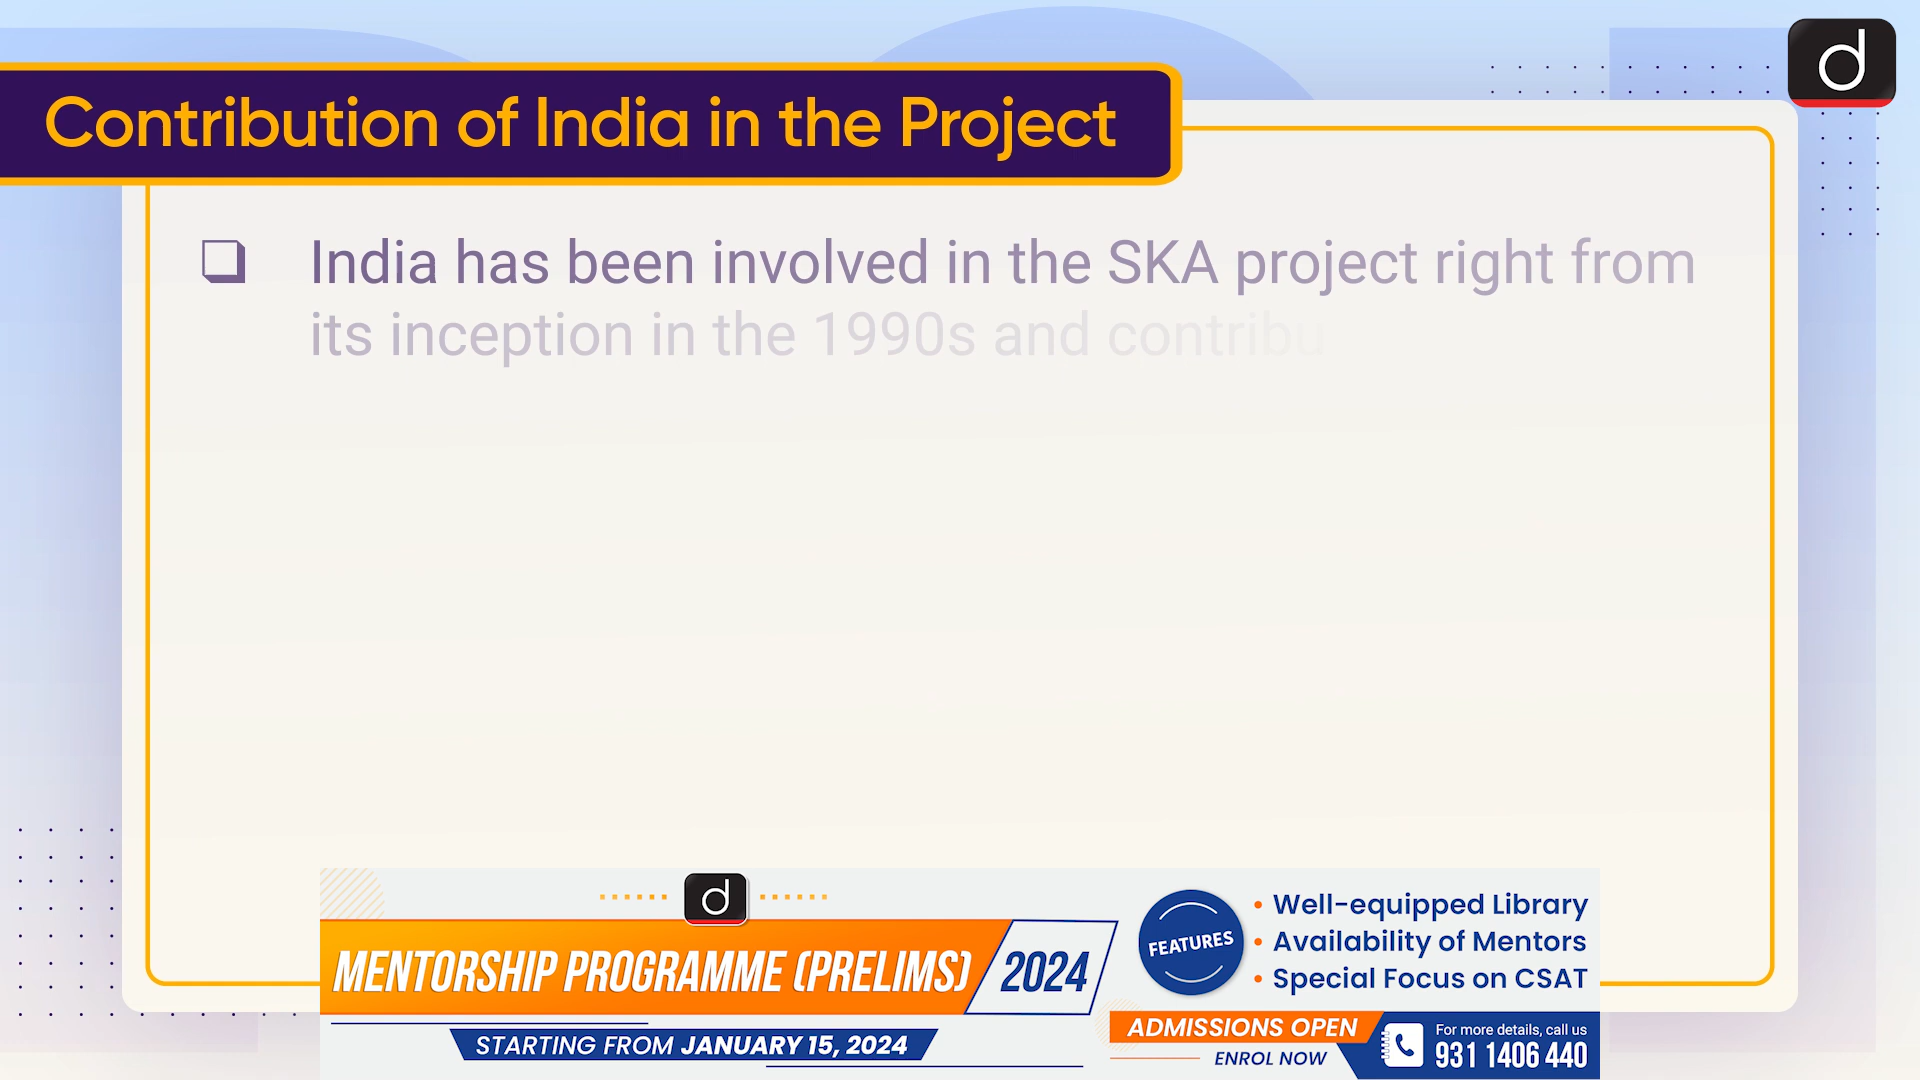 Contribution of India in the Project
❑ India has been involved in the SKA project right from
its inception in the 1990s and contribu
d
d
MENTORSHIP PROGRAMME (PRELIMS) 2024
STARTING FROM JANUARY 15, 2024
FEATURES
• Well-equipped Library
• Availability of Mentors
• Special Focus on CSAT
ADMISSIONS OPEN
ENROL NOW
For more details, call us
931 1406 440